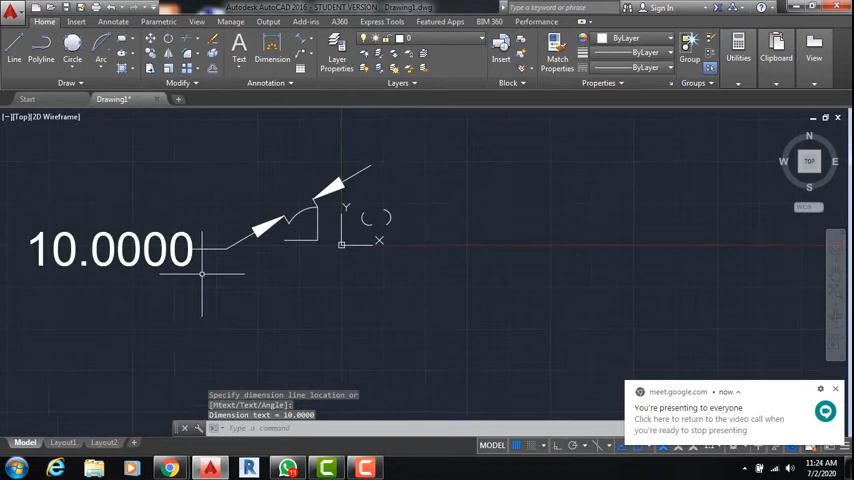 Autodesk AutoCAD 2016 - STUDENT VERSION Drawing1.dwg
Type a keyword or phrase
Sign In
Home Insert Annotate Parametric View Manage Output Add-ins A360 Express Tools Featured Apps BIM 360 Performance
0
ByLayer
ByLayer
ByLayer
Line Polyline Circle Arc Text Dimension Layer Properties Insert Match Properties Group Utilities Clipboard View
Draw Modify Annotation Layers Block Properties Groups
Start Drawing1*
[−][Top][2D Wireframe]
N
W TOP E
S
WCS
Y
X
10.0000
Specify dimension line location or
[Mtext/Text/Angle]:
Dimension text = 10.0000
Type a command
meet.google.com • now
You're presenting to everyone
Click here to return to the video call when
you're ready to stop presenting
Model Layout1 Layout2
MODEL
11:24 AM
7/2/2020